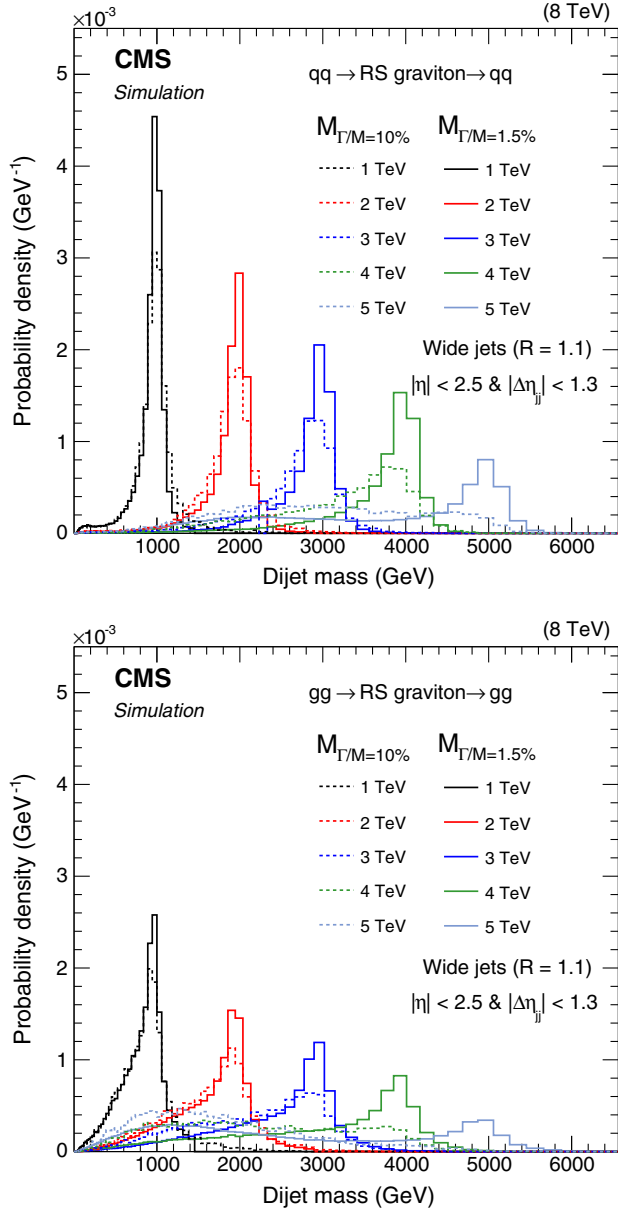 ×10⁻³
(8 TeV)
CMS
Simulation
qq → RS graviton → qq
M_Γ/M=10% M_Γ/M=1.5%
1 TeV 1 TeV
2 TeV 2 TeV
3 TeV 3 TeV
4 TeV 4 TeV
5 TeV 5 TeV
Wide jets (R = 1.1)
|η| < 2.5 & |Δη_jj| < 1.3
Probability density (GeV⁻¹)
5
4
3
2
1
0
1000 2000 3000 4000 5000 6000
Dijet mass (GeV)
×10⁻³
(8 TeV)
CMS
Simulation
gg → RS graviton → gg
M_Γ/M=10% M_Γ/M=1.5%
1 TeV 1 TeV
2 TeV 2 TeV
3 TeV 3 TeV
4 TeV 4 TeV
5 TeV 5 TeV
Wide jets (R = 1.1)
|η| < 2.5 & |Δη_jj| < 1.3
Probability density (GeV⁻¹)
5
4
3
2
1
0
1000 2000 3000 4000 5000 6000
Dijet mass (GeV)